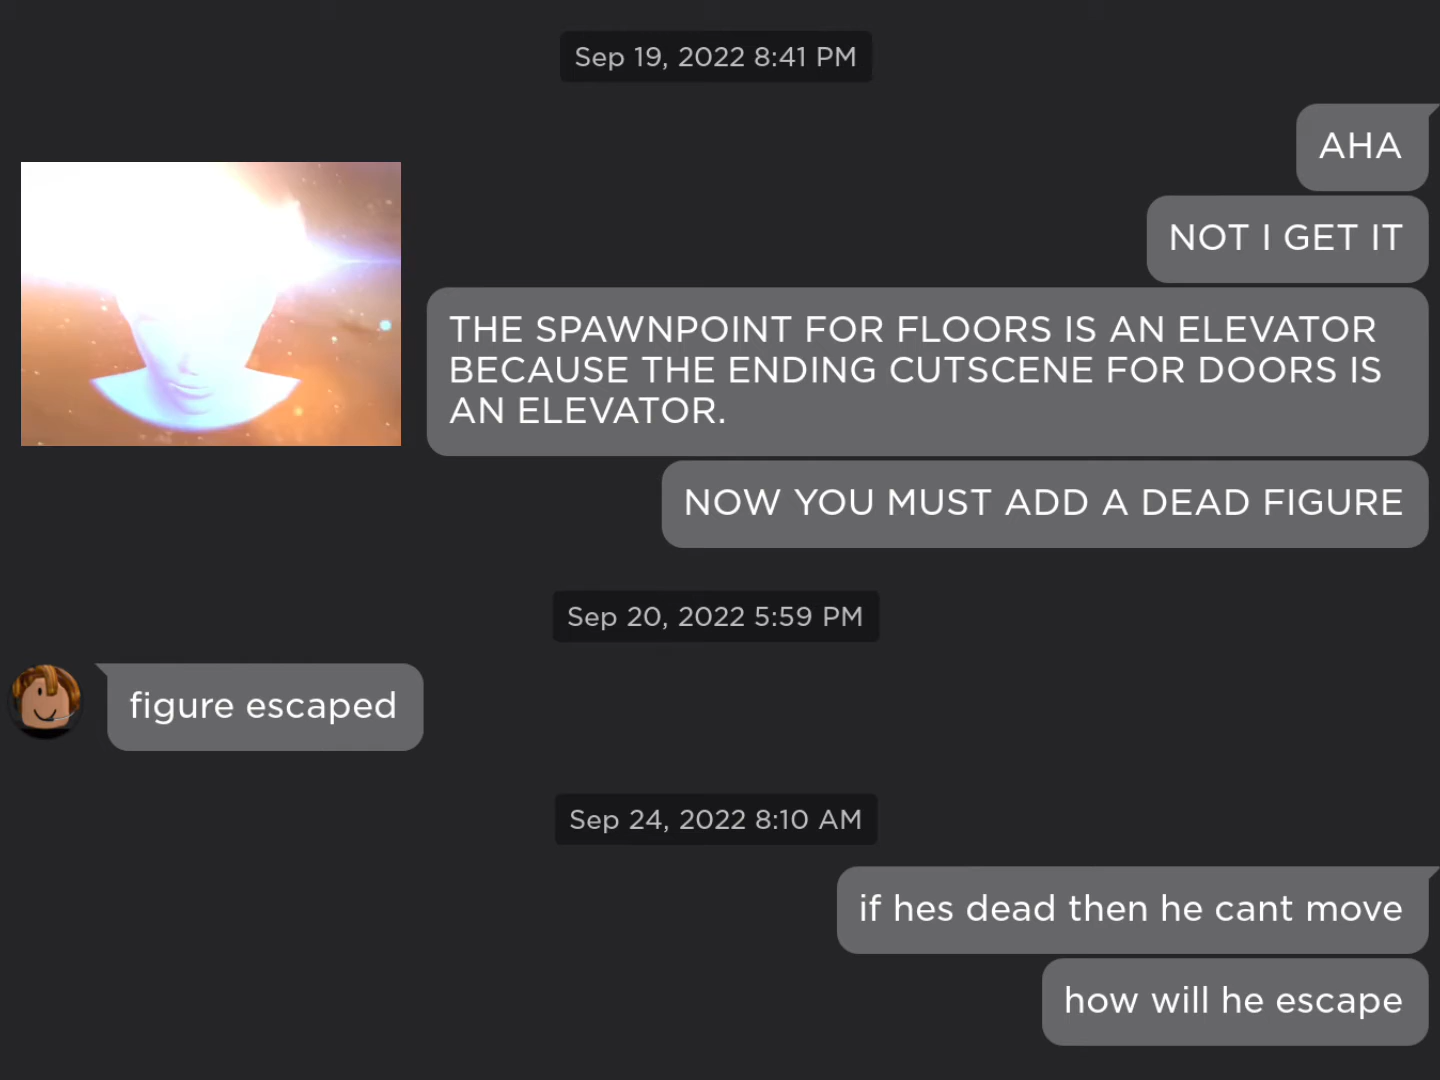 Sep 19, 2022 8:41 PM
AHA
NOT I GET IT
THE SPAWNPOINT FOR FLOORS IS AN ELEVATOR
BECAUSE THE ENDING CUTSCENE FOR DOORS IS
AN ELEVATOR.
NOW YOU MUST ADD A DEAD FIGURE
Sep 20, 2022 5:59 PM
figure escaped
Sep 24, 2022 8:10 AM
if hes dead then he cant move
how will he escape